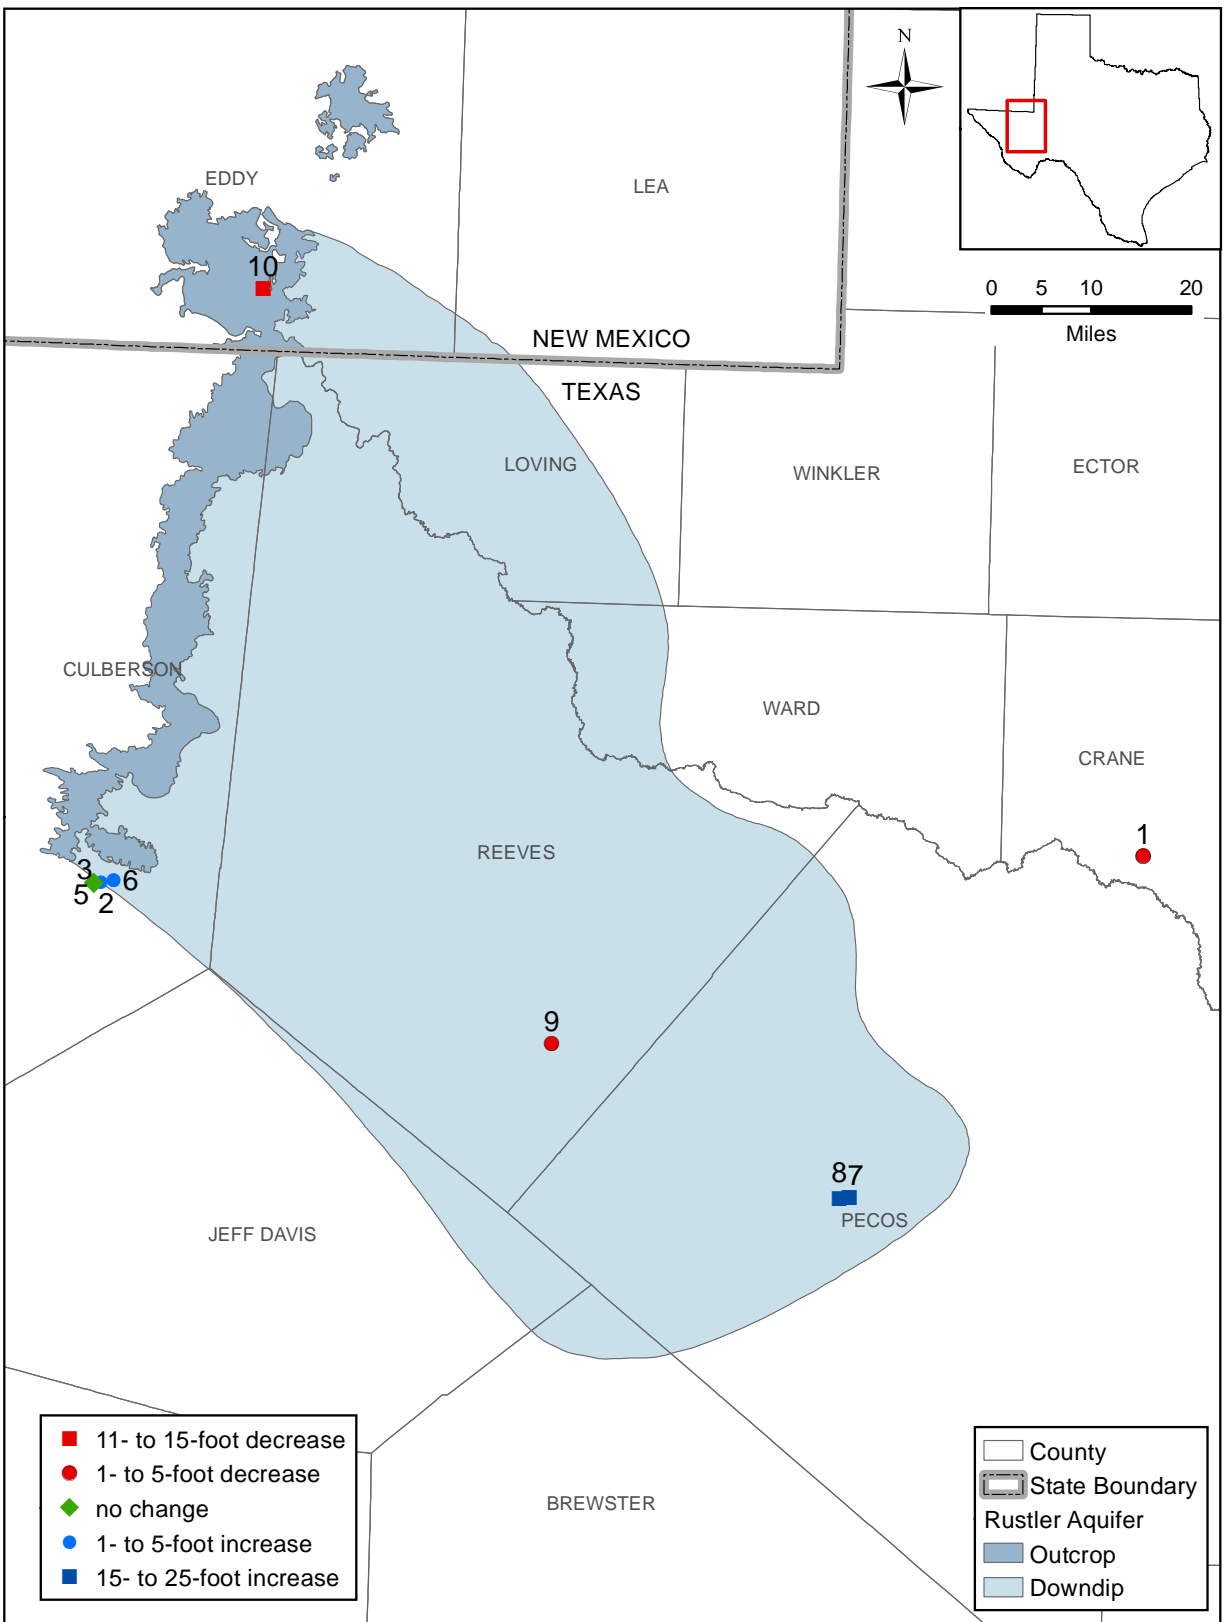 N
EDDY
LEA
10
0 5 10 20
Miles
NEW MEXICO
TEXAS
LOVING
WINKLER
ECTOR
CULBERSON
WARD
CRANE
1
REEVES
3
6
5
2
9
8
7
PECOS
JEFF DAVIS
BREWSTER
11- to 15-foot decrease
1- to 5-foot decrease
no change
1- to 5-foot increase
15- to 25-foot increase
County
State Boundary
Rustler Aquifer
Outcrop
Downdip